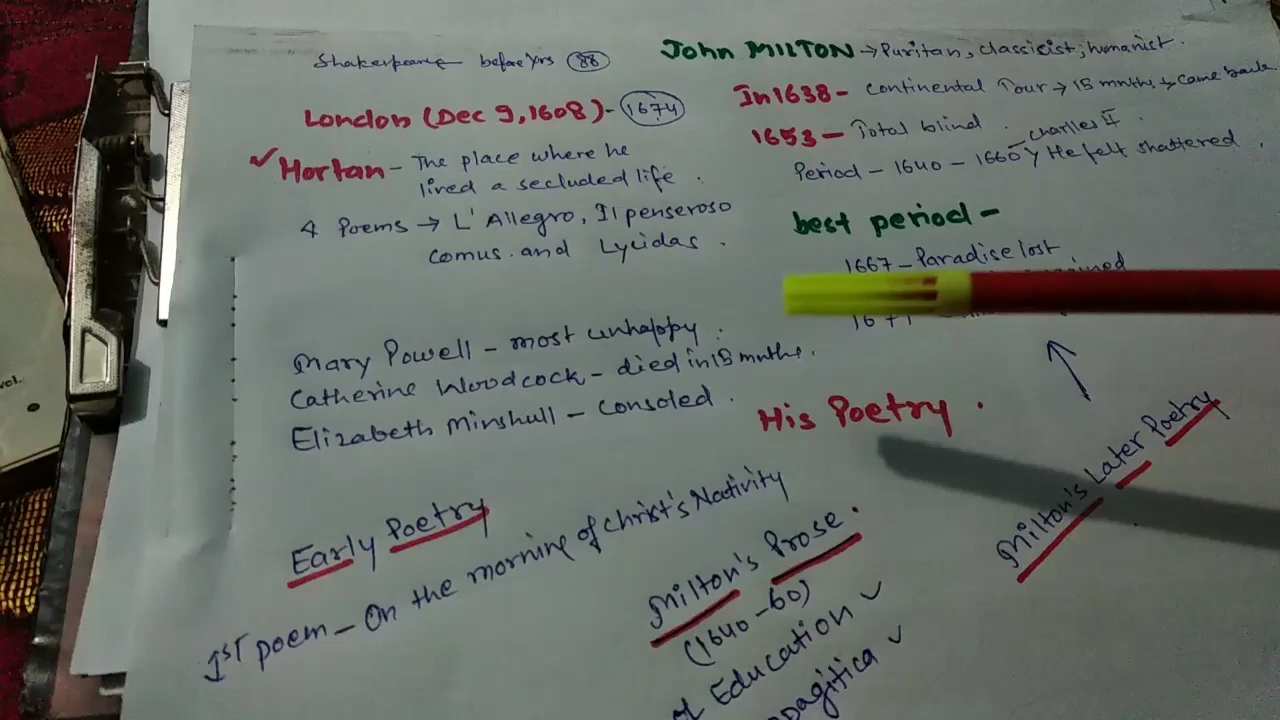 Shakespeare before yrs 88
John MILTON → Puritan, classicist, humanist.
London (Dec 9, 1608) - 1674
In 1638 - Continental Tour → 15 mnths → came back.
1653 - Total blind.
Charles II.
Period - 1640 - 1660 → He felt shattered.
Hortan - The place where he
lived a secluded life.
4 Poems → L'Allegro, Il penseroso
comus. and Lycidas.
best period -
1667 - Paradise lost
1671
Mary Powell - most unhappy.
Catherine Woodcock - died in 15 mnths.
Elizabeth Minshull - consoled.
His Poetry.
Milton's Later Poetry
Early Poetry
1st poem - On the morning of Christ's Nativity
Milton's Prose.
(1640-60)
Education ✓